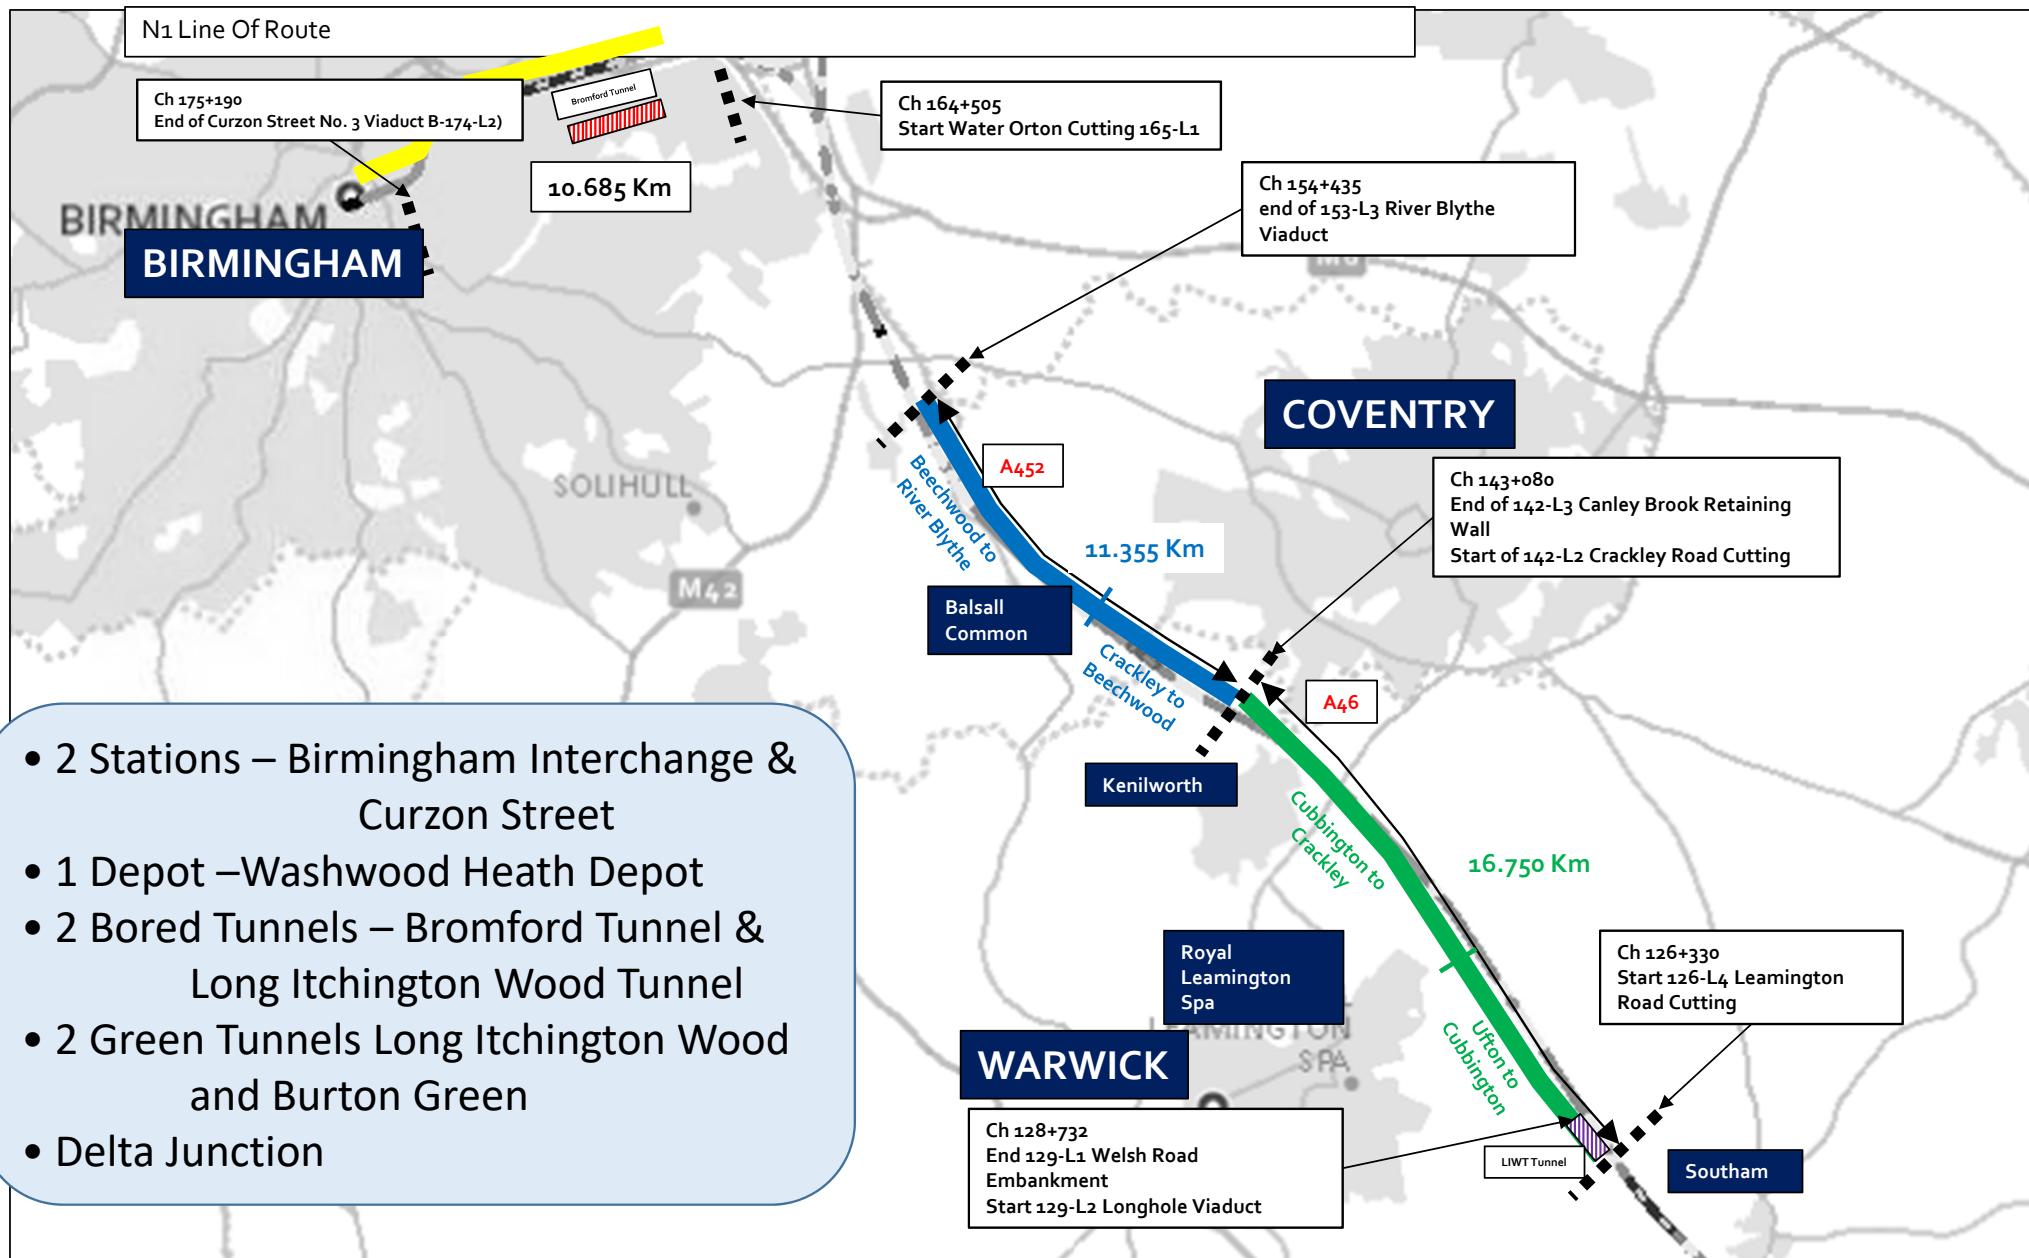 N1 Line Of Route
Ch 175+190
End of Curzon Street No. 3 Viaduct B-174-L2)
Bromford Tunnel
Ch 164+505
Start Water Orton Cutting 165-L1
10.685 Km
Ch 154+435
end of 153-L3 River Blythe
Viaduct
BIRMINGHAM
BIRMINGHAM
M6
COVENTRY
A452
Beechwood to
River Blythe
SOLIHULL
Ch 143+080
End of 142-L3 Canley Brook Retaining
Wall
Start of 142-L2 Crackley Road Cutting
11.355 Km
M42
Balsall
Common
Crackley to
Beechwood
A46
Kenilworth
• 2 Stations – Birmingham Interchange &
Curzon Street
• 1 Depot –Washwood Heath Depot
• 2 Bored Tunnels – Bromford Tunnel &
Long Itchington Wood Tunnel
• 2 Green Tunnels Long Itchington Wood
and Burton Green
• Delta Junction
Cubbington to
Crackley
16.750 Km
Royal
Leamington
Spa
Ch 126+330
Start 126-L4 Leamington
Road Cutting
LEAMINGTON
SPA
WARWICK
Ufton to
Cubbington
Ch 128+732
End 129-L1 Welsh Road
Embankment
Start 129-L2 Longhole Viaduct
LIWT Tunnel
Southam